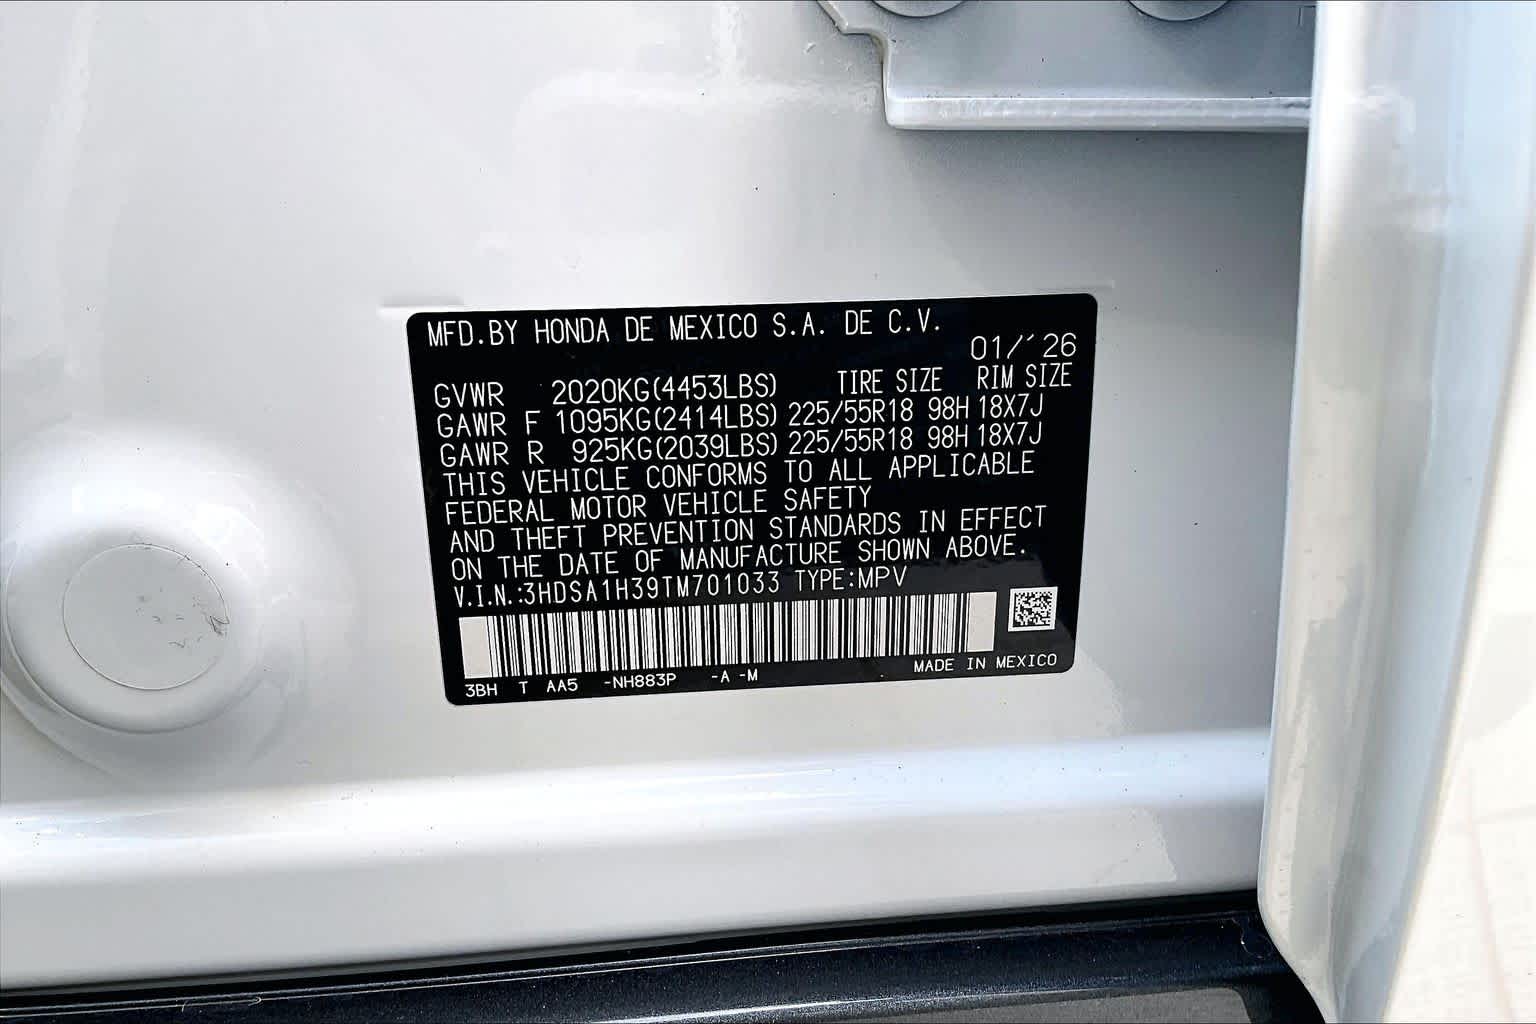 MFD.BY HONDA DE MEXICO S.A. DE C.V.
01/´26
GVWR 2020KG(4453LBS) TIRE SIZE RIM SIZE
GAWR F 1095KG(2414LBS) 225/55R18 98H 18X7J
GAWR R 925KG(2039LBS) 225/55R18 98H 18X7J
THIS VEHICLE CONFORMS TO ALL APPLICABLE
FEDERAL MOTOR VEHICLE SAFETY
AND THEFT PREVENTION STANDARDS IN EFFECT
ON THE DATE OF MANUFACTURE SHOWN ABOVE.
V.I.N.:3HDSA1H39TM701033 TYPE:MPV
3BH T AA5 -NH883P -A -M MADE IN MEXICO